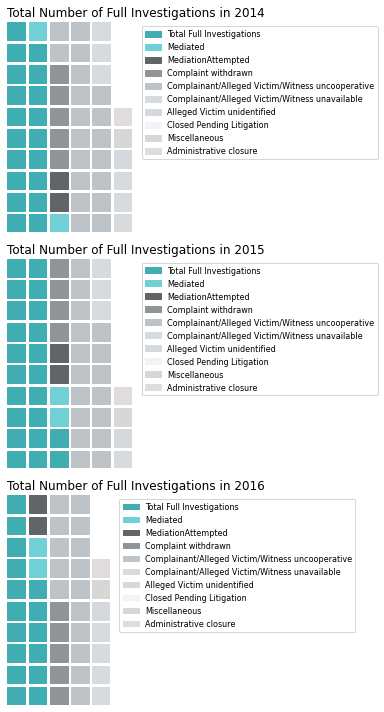 Total Number of Full Investigations in 2014
Total Full Investigations
Mediated
MediationAttempted
Complaint withdrawn
Complainant/Alleged Victim/Witness uncooperative
Complainant/Alleged Victim/Witness unavailable
Alleged Victim unidentified
Closed Pending Litigation
Miscellaneous
Administrative closure
Total Number of Full Investigations in 2015
Total Full Investigations
Mediated
MediationAttempted
Complaint withdrawn
Complainant/Alleged Victim/Witness uncooperative
Complainant/Alleged Victim/Witness unavailable
Alleged Victim unidentified
Closed Pending Litigation
Miscellaneous
Administrative closure
Total Number of Full Investigations in 2016
Total Full Investigations
Mediated
MediationAttempted
Complaint withdrawn
Complainant/Alleged Victim/Witness uncooperative
Complainant/Alleged Victim/Witness unavailable
Alleged Victim unidentified
Closed Pending Litigation
Miscellaneous
Administrative closure